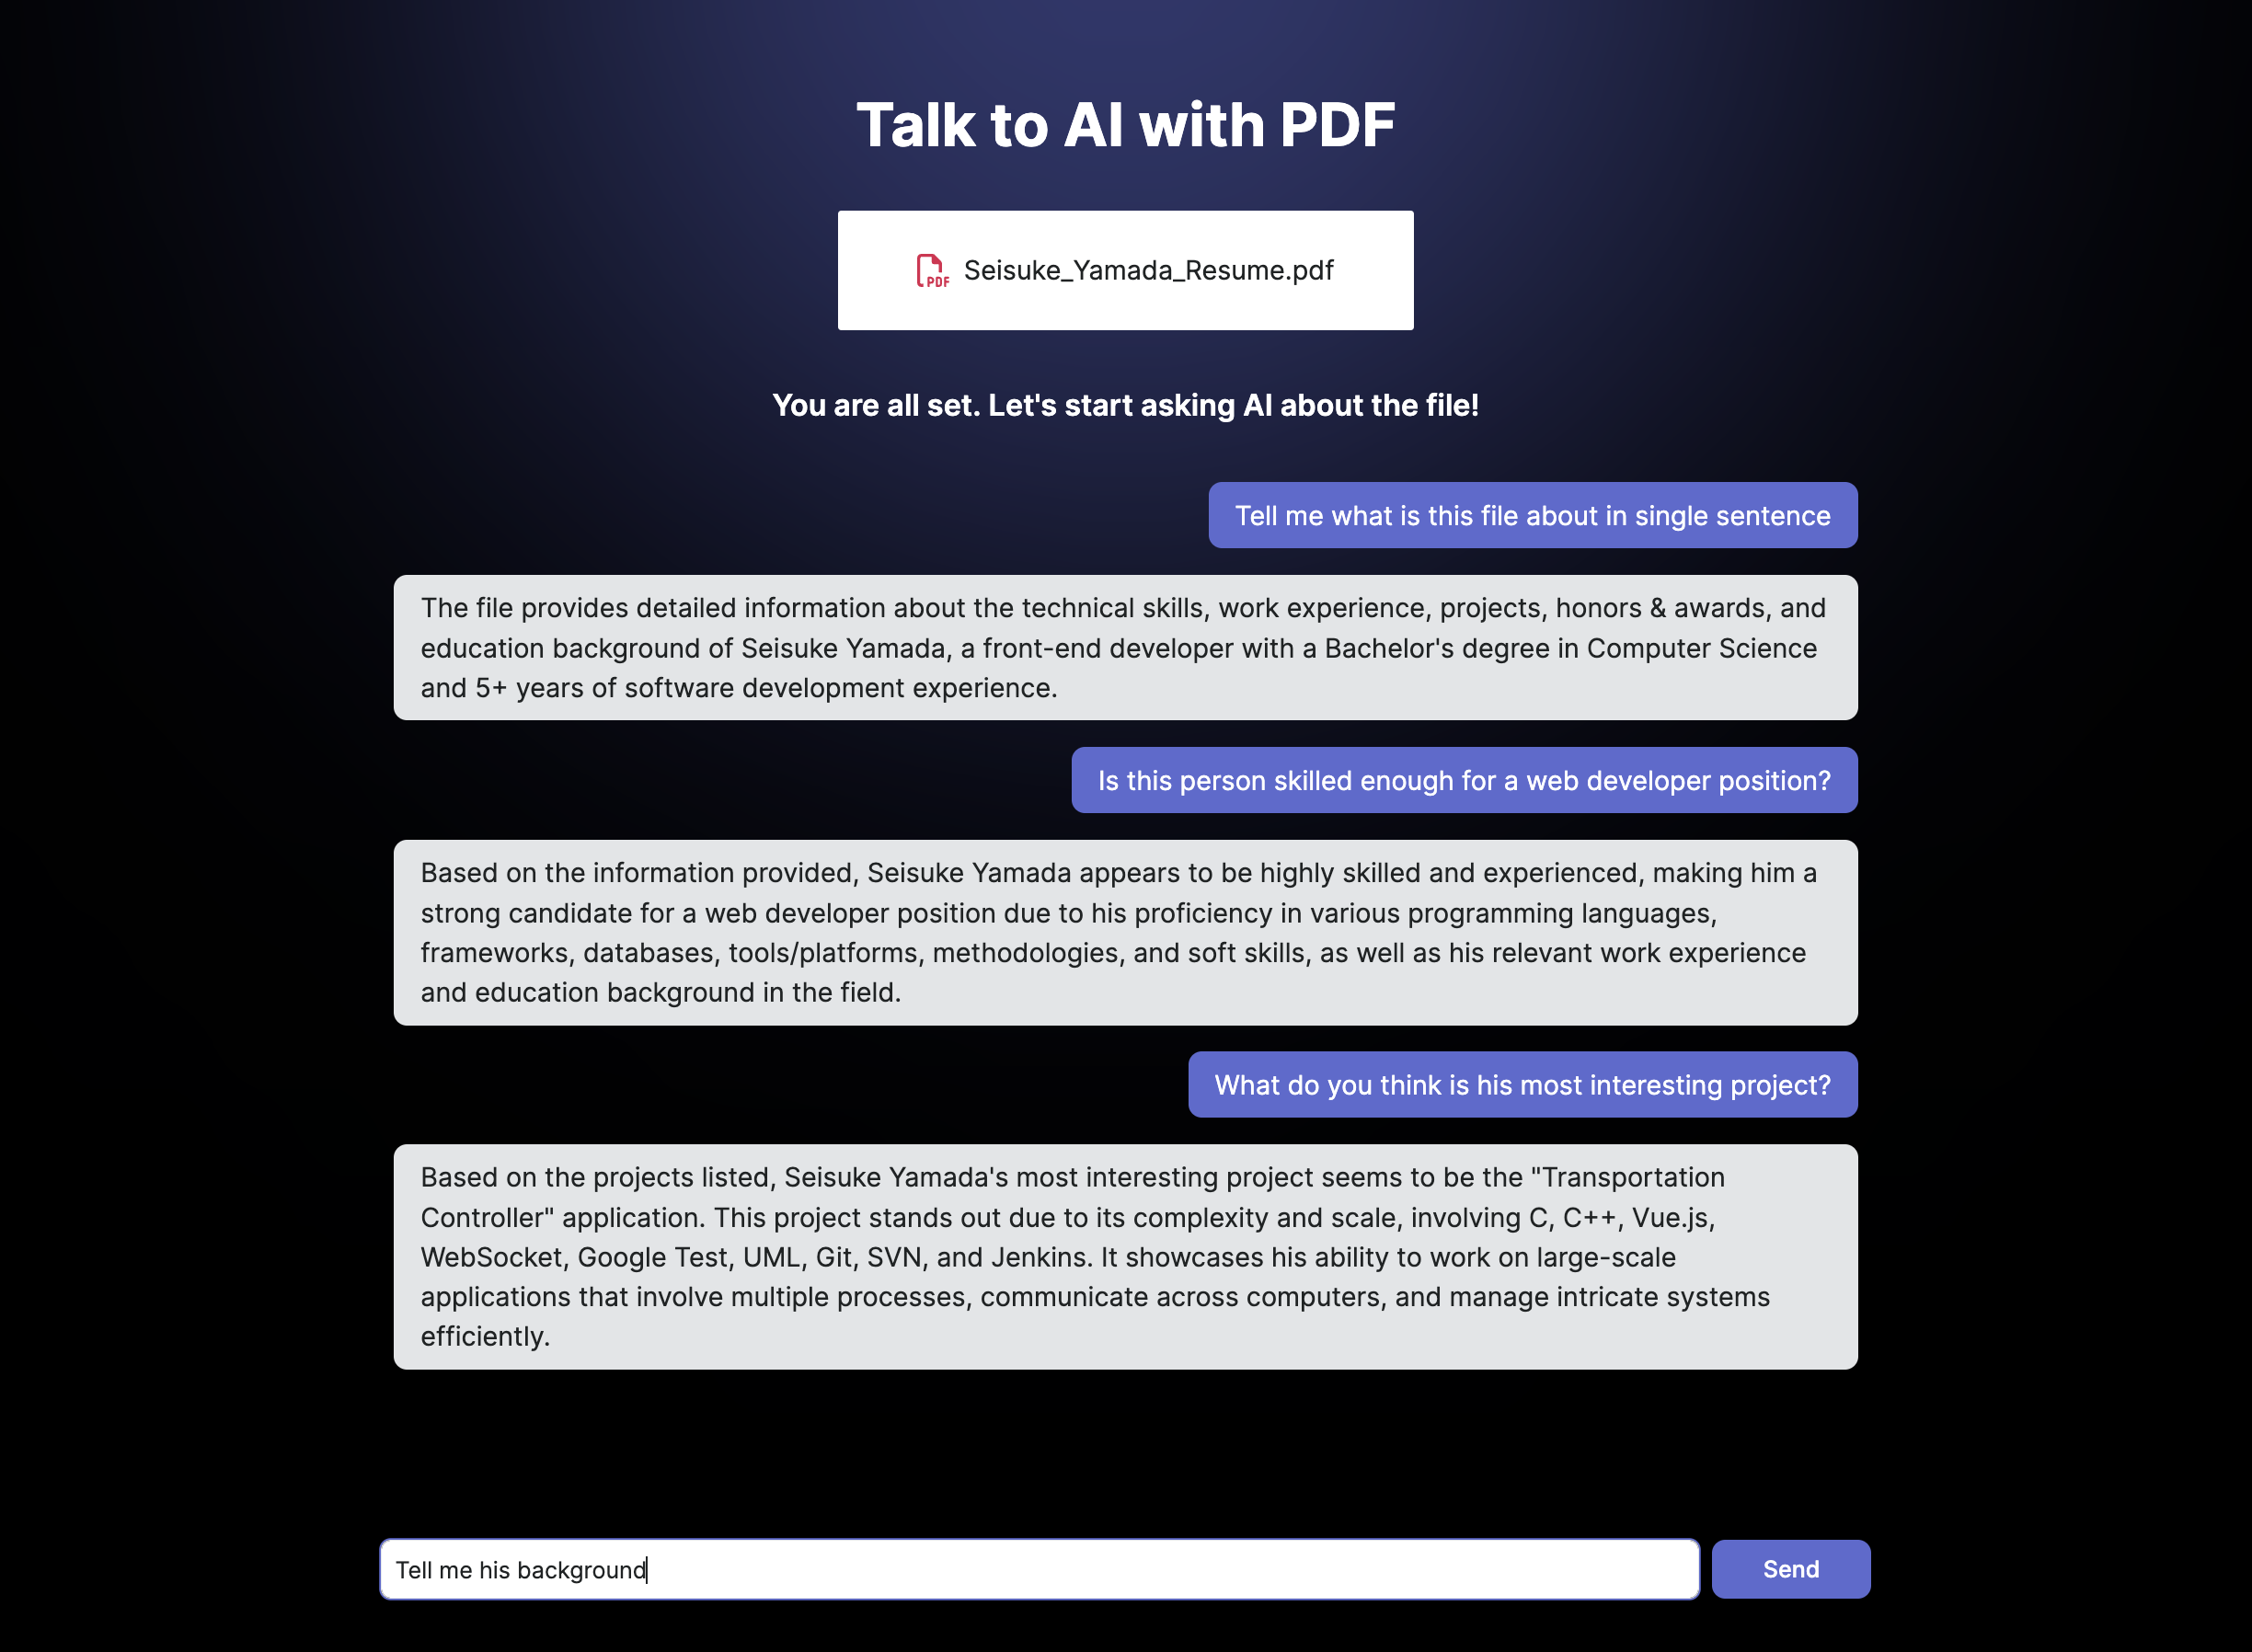 Talk to AI with PDF
PDF
Seisuke_Yamada_Resume.pdf
You are all set. Let's start asking AI about the file!
Tell me what is this file about in single sentence
The file provides detailed information about the technical skills, work experience, projects, honors & awards, and
education background of Seisuke Yamada, a front-end developer with a Bachelor's degree in Computer Science
and 5+ years of software development experience.
Is this person skilled enough for a web developer position?
Based on the information provided, Seisuke Yamada appears to be highly skilled and experienced, making him a
strong candidate for a web developer position due to his proficiency in various programming languages,
frameworks, databases, tools/platforms, methodologies, and soft skills, as well as his relevant work experience
and education background in the field.
What do you think is his most interesting project?
Based on the projects listed, Seisuke Yamada's most interesting project seems to be the "Transportation
Controller" application. This project stands out due to its complexity and scale, involving C, C++, Vue.js,
WebSocket, Google Test, UML, Git, SVN, and Jenkins. It showcases his ability to work on large-scale
applications that involve multiple processes, communicate across computers, and manage intricate systems
efficiently.
Tell me his background
Send